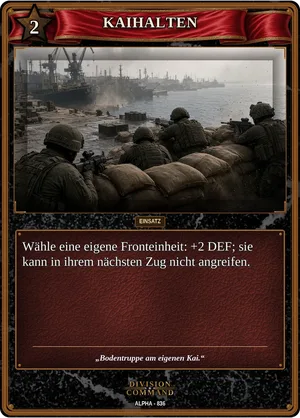 2
KAIHALTEN
EINSATZ
Wähle eine eigene Fronteinheit: +2 DEF; sie
kann in ihrem nächsten Zug nicht angreifen.
„Bodentruppe am eigenen Kai.“
DIVISION
COMMAND
ALPHA - 836